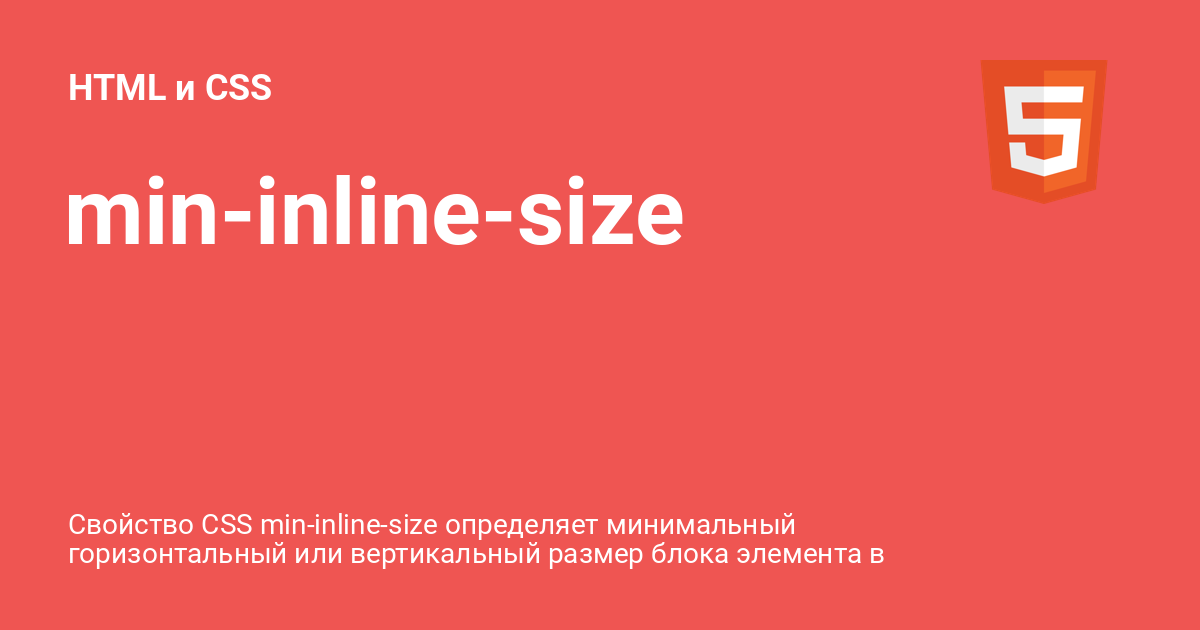 HTML и CSS
min-inline-size
Свойство CSS min-inline-size определяет минимальный
горизонтальный или вертикальный размер блока элемента в